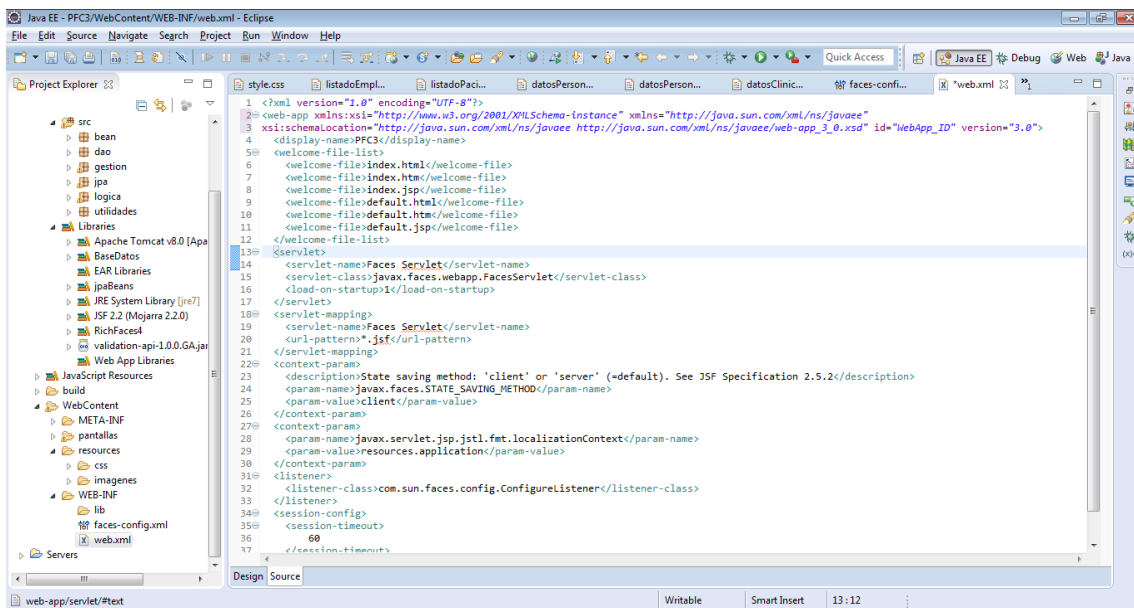 Java EE - PFC3/WebContent/WEB-INF/web.xml - Eclipse
File Edit Source Navigate Search Project Run Window Help
Quick Access Java EE Debug Web Java
Project Explorer
src
bean
dao
gestion
jpa
logica
utilidades
Libraries
Apache Tomcat v8.0 [Apa
BaseDatos
EAR Libraries
jpaBeans
JRE System Library [jre7]
JSF 2.2 (Mojarra 2.2.0)
RichFaces4
validation-api-1.0.0.GA.jar
Web App Libraries
JavaScript Resources
build
WebContent
META-INF
pantallas
resources
css
imagenes
WEB-INF
lib
faces-config.xml
web.xml
Servers
style.css listadoEmpl... listadoPaci... datosPerson... datosPerson... datosClinic... faces-confi... *web.xml »1
1 <?xml version="1.0" encoding="UTF-8"?>
2 <web-app xmlns:xsi="http://www.w3.org/2001/XMLSchema-instance" xmlns="http://java.sun.com/xml/ns/javaee"
3 xsi:schemaLocation="http://java.sun.com/xml/ns/javaee http://java.sun.com/xml/ns/javaee/web-app_3_0.xsd" id="WebApp_ID" version="3.0">
4 <display-name>PFC3</display-name>
5 <welcome-file-list>
6 <welcome-file>index.html</welcome-file>
7 <welcome-file>index.htm</welcome-file>
8 <welcome-file>index.jsp</welcome-file>
9 <welcome-file>default.html</welcome-file>
10 <welcome-file>default.htm</welcome-file>
11 <welcome-file>default.jsp</welcome-file>
12 </welcome-file-list>
13 <servlet>
14 <servlet-name>Faces Servlet</servlet-name>
15 <servlet-class>javax.faces.webapp.FacesServlet</servlet-class>
16 <load-on-startup>1</load-on-startup>
17 </servlet>
18 <servlet-mapping>
19 <servlet-name>Faces Servlet</servlet-name>
20 <url-pattern>*.jsf</url-pattern>
21 </servlet-mapping>
22 <context-param>
23 <description>State saving method: 'client' or 'server' (=default). See JSF Specification 2.5.2</description>
24 <param-name>javax.faces.STATE_SAVING_METHOD</param-name>
25 <param-value>client</param-value>
26 </context-param>
27 <context-param>
28 <param-name>javax.servlet.jsp.jstl.fmt.localizationContext</param-name>
29 <param-value>resources.application</param-value>
30 </context-param>
31 <listener>
32 <listener-class>com.sun.faces.config.ConfigureListener</listener-class>
33 </listener>
34 <session-config>
35 <session-timeout>
36 60
37 </session-timeout>
Design Source
web-app/servlet/#text Writable Smart Insert 13 : 12